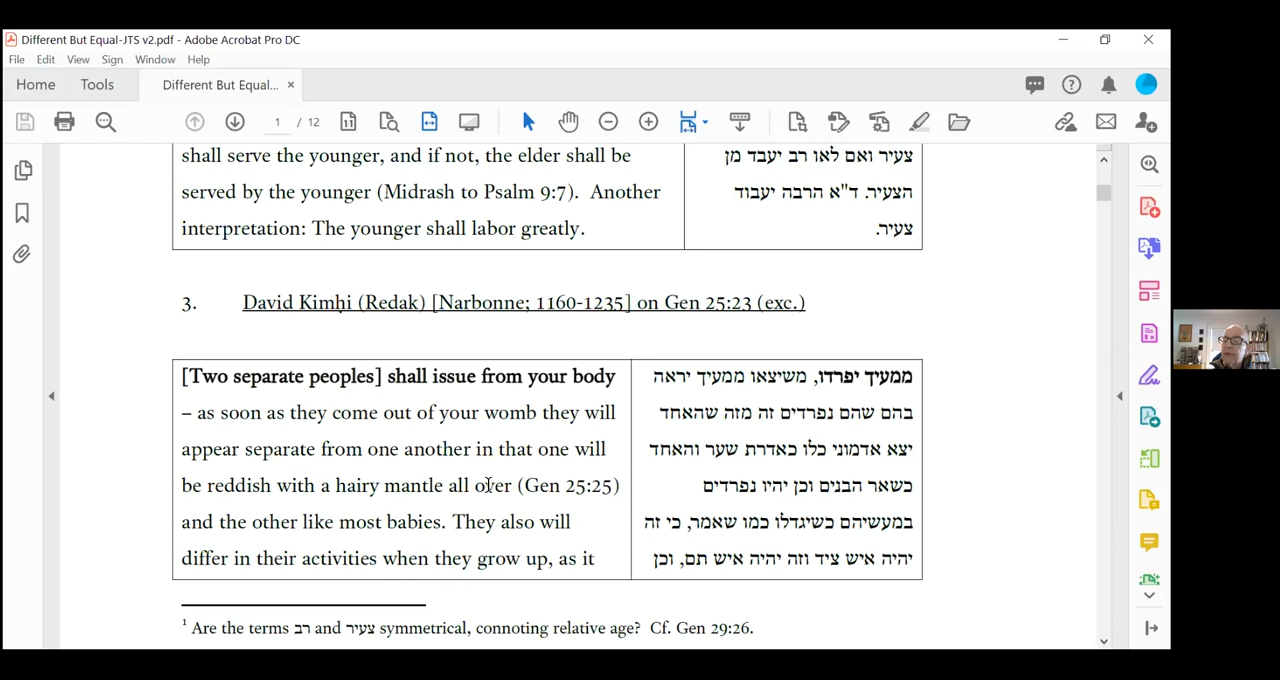 Different But Equal-JTS v2.pdf - Adobe Acrobat Pro DC
File Edit View Sign Window Help
Home Tools Different But Equal... ×
1 / 12
shall serve the younger, and if not, the elder shall be
served by the younger (Midrash to Psalm 9:7). Another
interpretation: The younger shall labor greatly.
צעיר ואם לאו רב יעבד מן
הצעיר. ד"א הרבה יעבוד
צעיר.
3. David Kimḥi (Redak) [Narbonne; 1160-1235] on Gen 25:23 (exc.)
[Two separate peoples] shall issue from your body
– as soon as they come out of your womb they will
appear separate from one another in that one will
be reddish with a hairy mantle all over (Gen 25:25)
and the other like most babies. They also will
differ in their activities when they grow up, as it
ממעיך יפרדו, משיצאו ממעיך יראה
בהם שהם נפרדים זה מזה שהאחד
יצא אדמוני כלו כאדרת שער והאחד
כשאר הבנים וכן יהיו נפרדים
במעשיהם כשיגדלו כמו שאמר, כי זה
יהיה איש ציד וזה יהיה איש תם, וכן
1 Are the terms רב and צעיר symmetrical, connoting relative age? Cf. Gen 29:26.